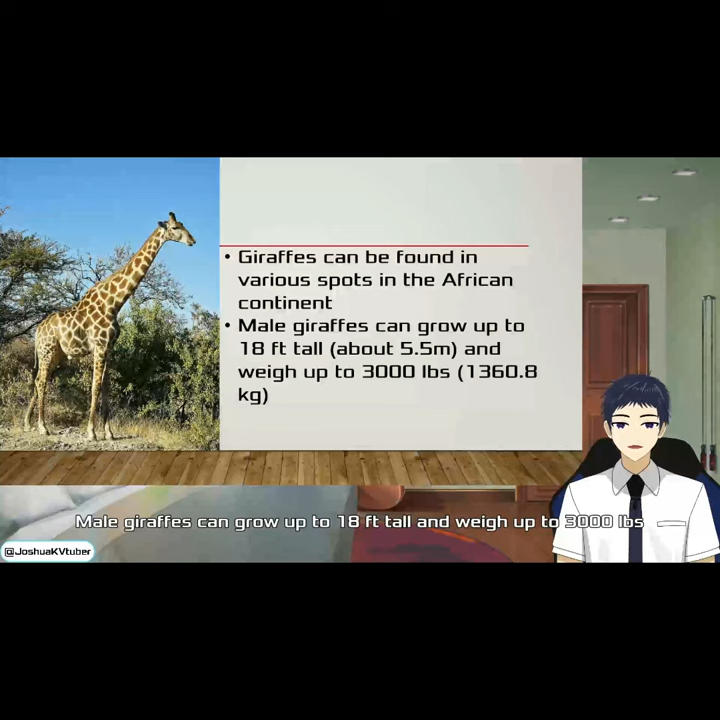 • Giraffes can be found in
various spots in the African
continent
• Male giraffes can grow up to
18 ft tall (about 5.5m) and
weigh up to 3000 lbs (1360.8
kg)
Male giraffes can grow up to 18 ft tall and weigh up to 3000 lbs
@JoshuaKVtuber